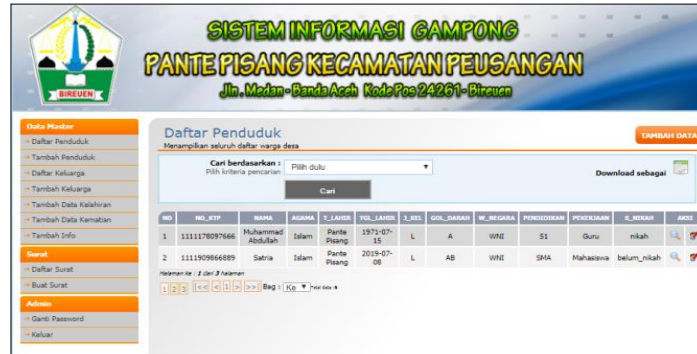 SISTEM INFORMASI GAMPONG
PANTE PISANG KECAMATAN PEUSANGAN
Jln. Medan - Banda Aceh Kode Pos 24261 - Bireuen
BIREUEN
Data Master
Daftar Penduduk
Tambah Penduduk
Daftar Keluarga
Tambah Keluarga
Tambah Data Kelahiran
Tambah Data Kematian
Tambah Info
Surat
Daftar Surat
Buat Surat
Admin
Ganti Password
Keluar
Daftar Penduduk
Menampilkan seluruh daftar warga desa
TAMBAH DATA
Cari berdasarkan : Pilih dulu
Pilih kriteria pencarian
Cari
Download sebagai
NO NO_KTP NAMA AGAMA T_LAHIR TGL_LAHIR J_KEL GOL_DARAH W_NEGARA PENDIDIKAN PEKERJAAN S_NIKAH AKSI
1 1111178097666 Muhammad Abdullah Islam Pante Pisang 1971-07-15 L A WNI S1 Guru nikah
2 1111909866889 Satria Islam Pante Pisang 2019-07-08 L AB WNI SMA Mahasiswa belum_nikah
Halaman ke : 1 dari 3 halaman
1 2 3 << < 1 > >> Bag : Ke